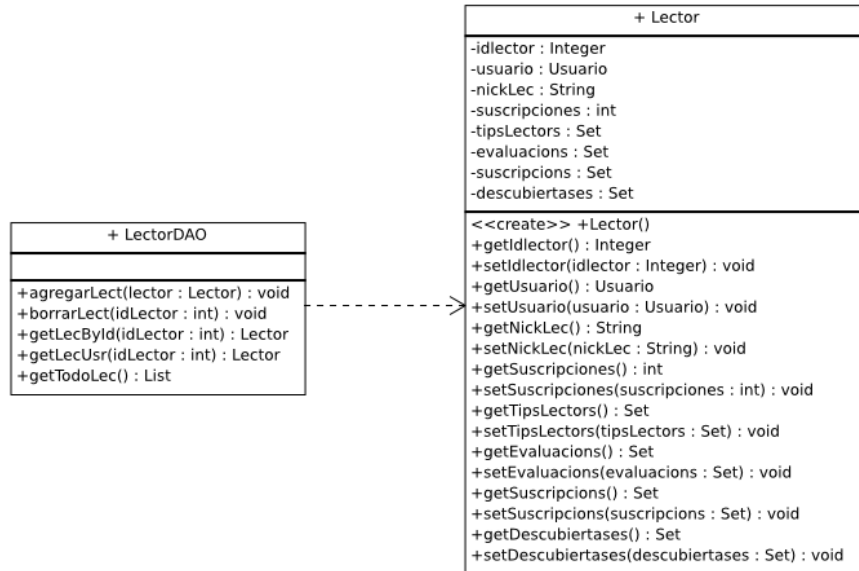 + Lector
-idlector : Integer
-usuario : Usuario
-nickLec : String
-suscripciones : int
-tipsLectors : Set
-evaluacions : Set
-suscripcions : Set
-descubiertases : Set
<<create>> +Lector()
+getIdlector() : Integer
+setIdlector(idlector : Integer) : void
+getUsuario() : Usuario
+setUsuario(usuario : Usuario) : void
+getNickLec() : String
+setNickLec(nickLec : String) : void
+getSuscripciones() : int
+setSuscripciones(suscripciones : int) : void
+getTipsLectors() : Set
+setTipsLectors(tipsLectors : Set) : void
+getEvaluacions() : Set
+setEvaluacions(evaluacions : Set) : void
+getSuscripcions() : Set
+setSuscripcions(suscripcions : Set) : void
+getDescubiertases() : Set
+setDescubiertases(descubiertases : Set) : void
+ LectorDAO
+agregarLect(lector : Lector) : void
+borrarLect(idLector : int) : void
+getLecById(idLector : int) : Lector
+getLecUsr(idLector : int) : Lector
+getTodoLec() : List